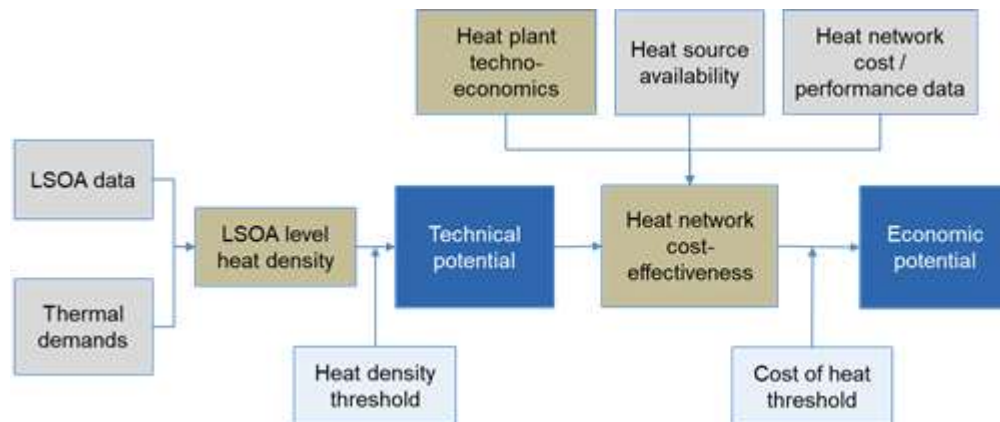 Heat plant
techno-
economics
Heat source
availability
Heat network
cost /
performance data
LSOA data
Thermal
demands
LSOA level
heat density
Technical
potential
Heat network
cost-
effectiveness
Economic
potential
Heat density
threshold
Cost of heat
threshold